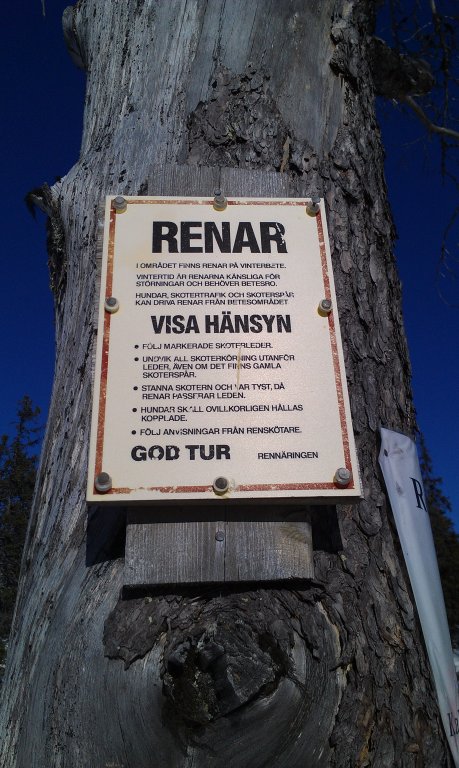 RENAR
I OMRÅDET FINNS RENAR PÅ VINTERBETE.
VINTERTID ÄR RENARNA KÄNSLIGA FÖR
STÖRNINGAR OCH BEHÖVER BETESRO.
HUNDAR, SKOTERTRAFIK OCH SKOTERSPÅR
KAN DRIVA RENAR FRÅN BETESOMRÅDET
VISA HÄNSYN
• FÖLJ MARKERADE SKOTERLEDER.
• UNDVIK ALL SKOTERKÖRNING UTANFÖR
LEDER, ÄVEN OM DET FINNS GAMLA
SKOTERSPÅR.
• STANNA SKOTERN OCH VAR TYST, DÅ
RENAR PASSERAR LEDEN.
• HUNDAR SKALL OVILLKORLIGEN HÅLLAS
KOPPLADE.
• FÖLJ ANVISNINGAR FRÅN RENSKÖTARE.
GOD TUR RENNÄRINGEN
R